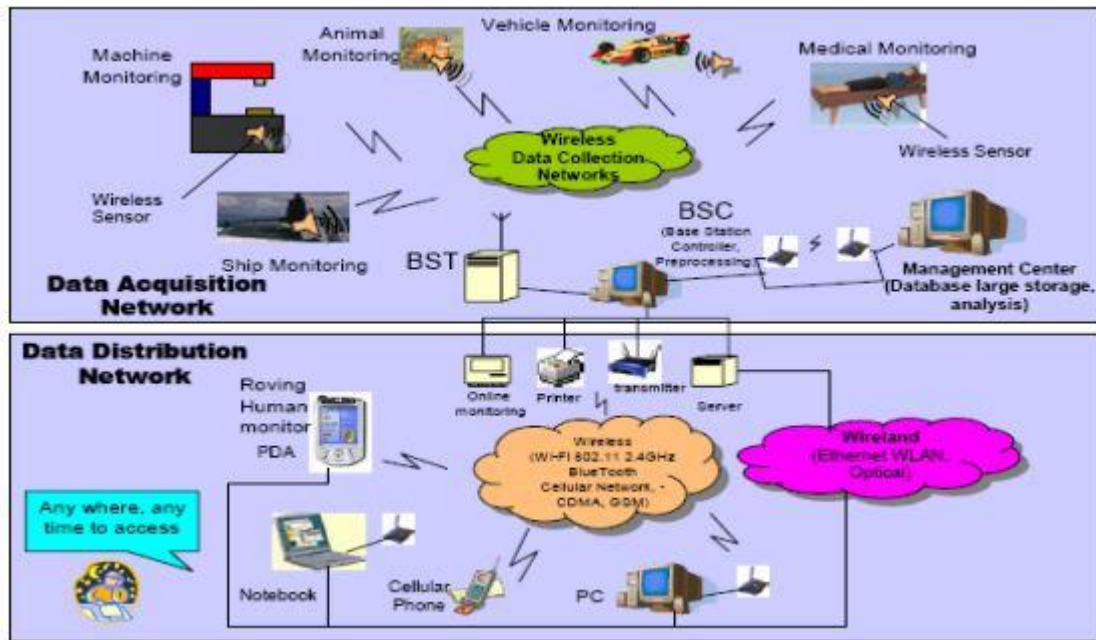 Machine
Monitoring
Animal
Monitoring
Vehicle Monitoring
Medical Monitoring
Wireless
Data Collection
Networks
Wireless Sensor
Wireless
Sensor
Ship Monitoring
BST
BSC
(Base Station
Controller,
Preprocessing)
Management Center
(Database large storage,
analysis)
Data Acquisition
Network
Data Distribution
Network
Online
monitoring
Printer
transmitter
Server
Roving
Human
monitor
PDA
Wireless
(Wi-Fi 802.11 2.4GHz
BlueTooth
Cellular Network, -
CDMA, GSM)
Wireland
(Ethernet WLAN,
Optical)
Any where, any
time to access
Notebook
Cellular
Phone
PC